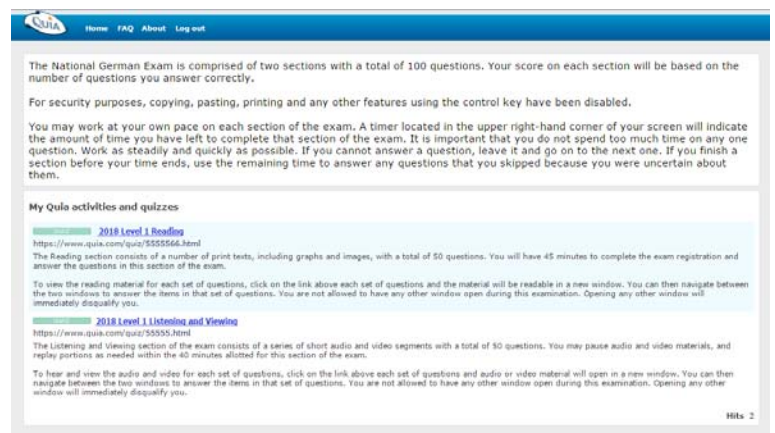 Quia
Home FAQ About Log out
The National German Exam is comprised of two sections with a total of 100 questions. Your score on each section will be based on the
number of questions you answer correctly.
For security purposes, copying, pasting, printing and any other features using the control key have been disabled.
You may work at your own pace on each section of the exam. A timer located in the upper right-hand corner of your screen will indicate
the amount of time you have left to complete that section of the exam. It is important that you do not spend too much time on any one
question. Work as steadily and quickly as possible. If you cannot answer a question, leave it and go on to the next one. If you finish a
section before your time ends, use the remaining time to answer any questions that you skipped because you were uncertain about
them.
My Quia activities and quizzes
2018 Level 1 Reading
https://www.quia.com/quiz/5555566.html
The Reading section consists of a number of print texts, including graphs and images, with a total of 50 questions. You will have 45 minutes to complete the exam registration and
answer the questions in this section of the exam.
To view the reading material for each set of questions, click on the link above each set of questions and the material will be readable in a new window. You can then navigate between
the two windows to answer the items in that set of questions. You are not allowed to have any other window open during this examination. Opening any other window will
immediately disqualify you.
2018 Level 1 Listening and Viewing
https://www.quia.com/quiz/55555.html
The Listening and Viewing section of the exam consists of a series of short audio and video segments with a total of 50 questions. You may pause audio and video materials, and
replay portions as needed within the 40 minutes allotted for this section of the exam.
To hear and view the audio and video for each set of questions, click on the link above each set of questions and audio or video material will open in a new window. You can then
navigate between the two windows to answer the items in that set of questions. You are not allowed to have any other window open during this examination. Opening any other
window will immediately disqualify you.
Hits 2